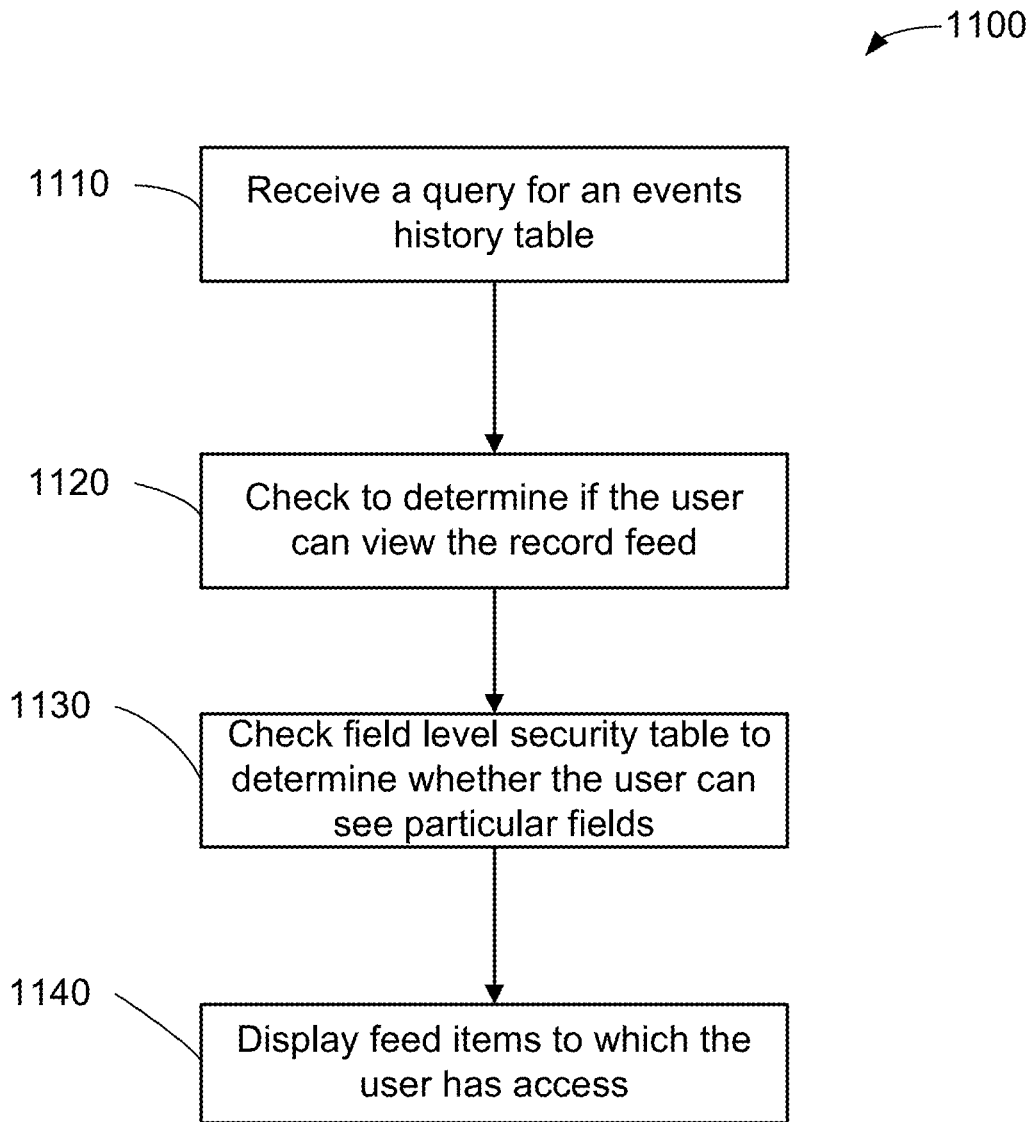 1100
1110
Receive a query for an events
history table
1120
Check to determine if the user
can view the record feed
1130
Check field level security table to
determine whether the user can
see particular fields
1140
Display feed items to which the
user has access